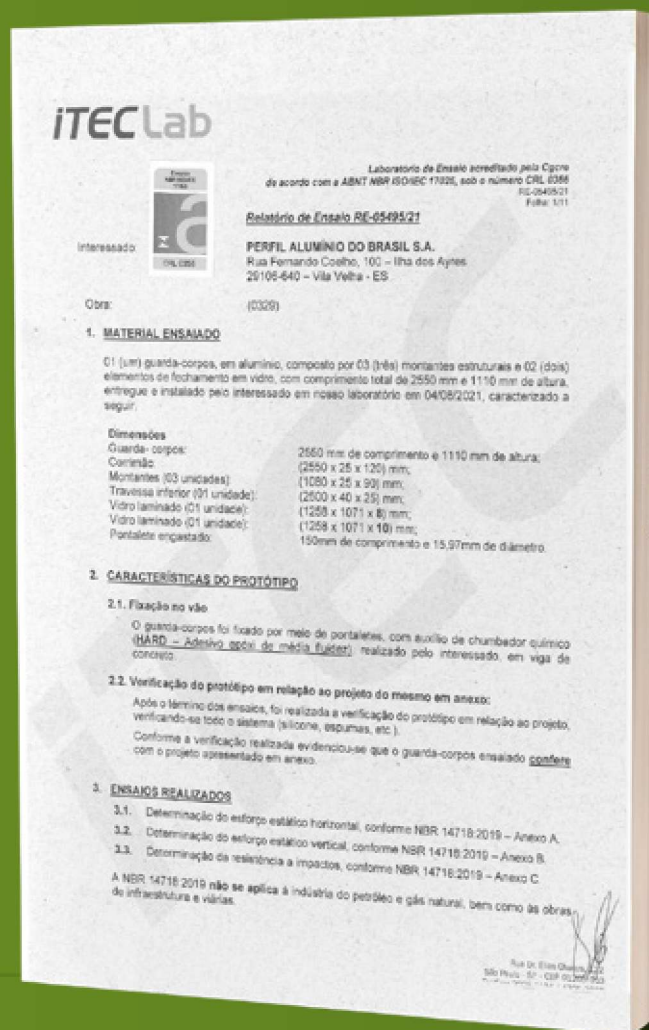 iTEC Lab
Laboratório de Ensaio acreditado pela Cgcre
de acordo com a ABNT NBR ISO/IEC 17025, sob o número CRL 0356
RE-05495/21
Folha: 1/11
Relatório de Ensaio RE-05495/21
CRL 0356
Interessado:
PERFIL ALUMÍNIO DO BRASIL S.A.
Rua Fernando Coelho, 100 – Ilha dos Ayres
29106-640 – Vila Velha - ES
Obra:
(0329)
1. MATERIAL ENSAIADO
01 (um) guarda-corpos, em alumínio, composto por 03 (três) montantes estruturais e 02 (dois)
elementos de fechamento em vidro, com comprimento total de 2550 mm e 1110 mm de altura,
entregue e instalado pelo interessado em nosso laboratório em 04/08/2021, caracterizado a
seguir.
Dimensões
Guarda- corpos: 2550 mm de comprimento e 1110 mm de altura;
Corrimão: (2550 x 25 x 120) mm;
Montantes (03 unidades): (1080 x 25 x 90) mm;
Travessa inferior (01 unidade): (2500 x 40 x 25) mm;
Vidro laminado (01 unidade): (1258 x 1071 x 8) mm;
Vidro laminado (01 unidade): (1258 x 1071 x 10) mm;
Pontalete engastado: 150mm de comprimento e 15,97mm de diâmetro.
2. CARACTERÍSTICAS DO PROTÓTIPO
2.1. Fixação no vão
O guarda-corpos foi fixado por meio de pontaletes, com auxílio de chumbador químico
(HARD – Adesivo epóxi de média fluidez), realizado pelo interessado, em viga de
concreto.
2.2. Verificação do protótipo em relação ao projeto do mesmo em anexo:
Após o término dos ensaios, foi realizada a verificação do protótipo em relação ao projeto,
verificando-se todo o sistema (silicone, espumas, etc.).
Conforme a verificação realizada evidenciou-se que o guarda-corpos ensaiado confere
com o projeto apresentado em anexo.
3. ENSAIOS REALIZADOS
3.1. Determinação do esforço estático horizontal, conforme NBR 14718:2019 – Anexo A.
3.2. Determinação do esforço estático vertical, conforme NBR 14718:2019 – Anexo B.
3.3. Determinação da resistência a impactos, conforme NBR 14718:2019 – Anexo C.
A NBR 14718:2019 não se aplica à indústria do petróleo e gás natural, bem como às obras
de infraestrutura e viárias.
Rua Dr. Elias
São Paulo - SP - CEP
iTEC